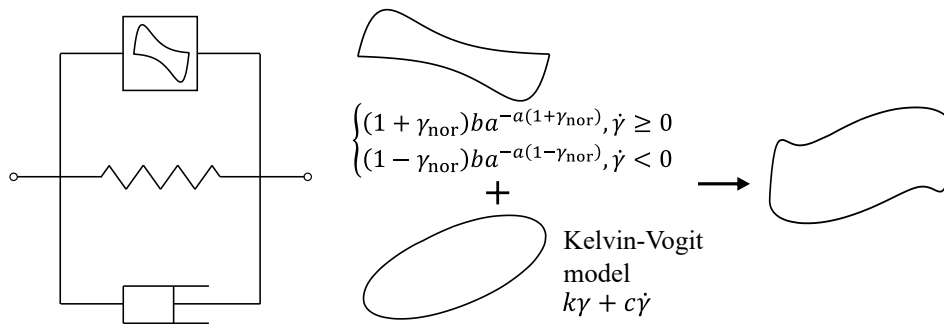 {(1 + γ_nor)ba^{−a(1+γ_nor)}, γ̇ ≥ 0
(1 − γ_nor)ba^{−a(1−γ_nor)}, γ̇ < 0
+
Kelvin-Vogit
model
kγ + cγ̇